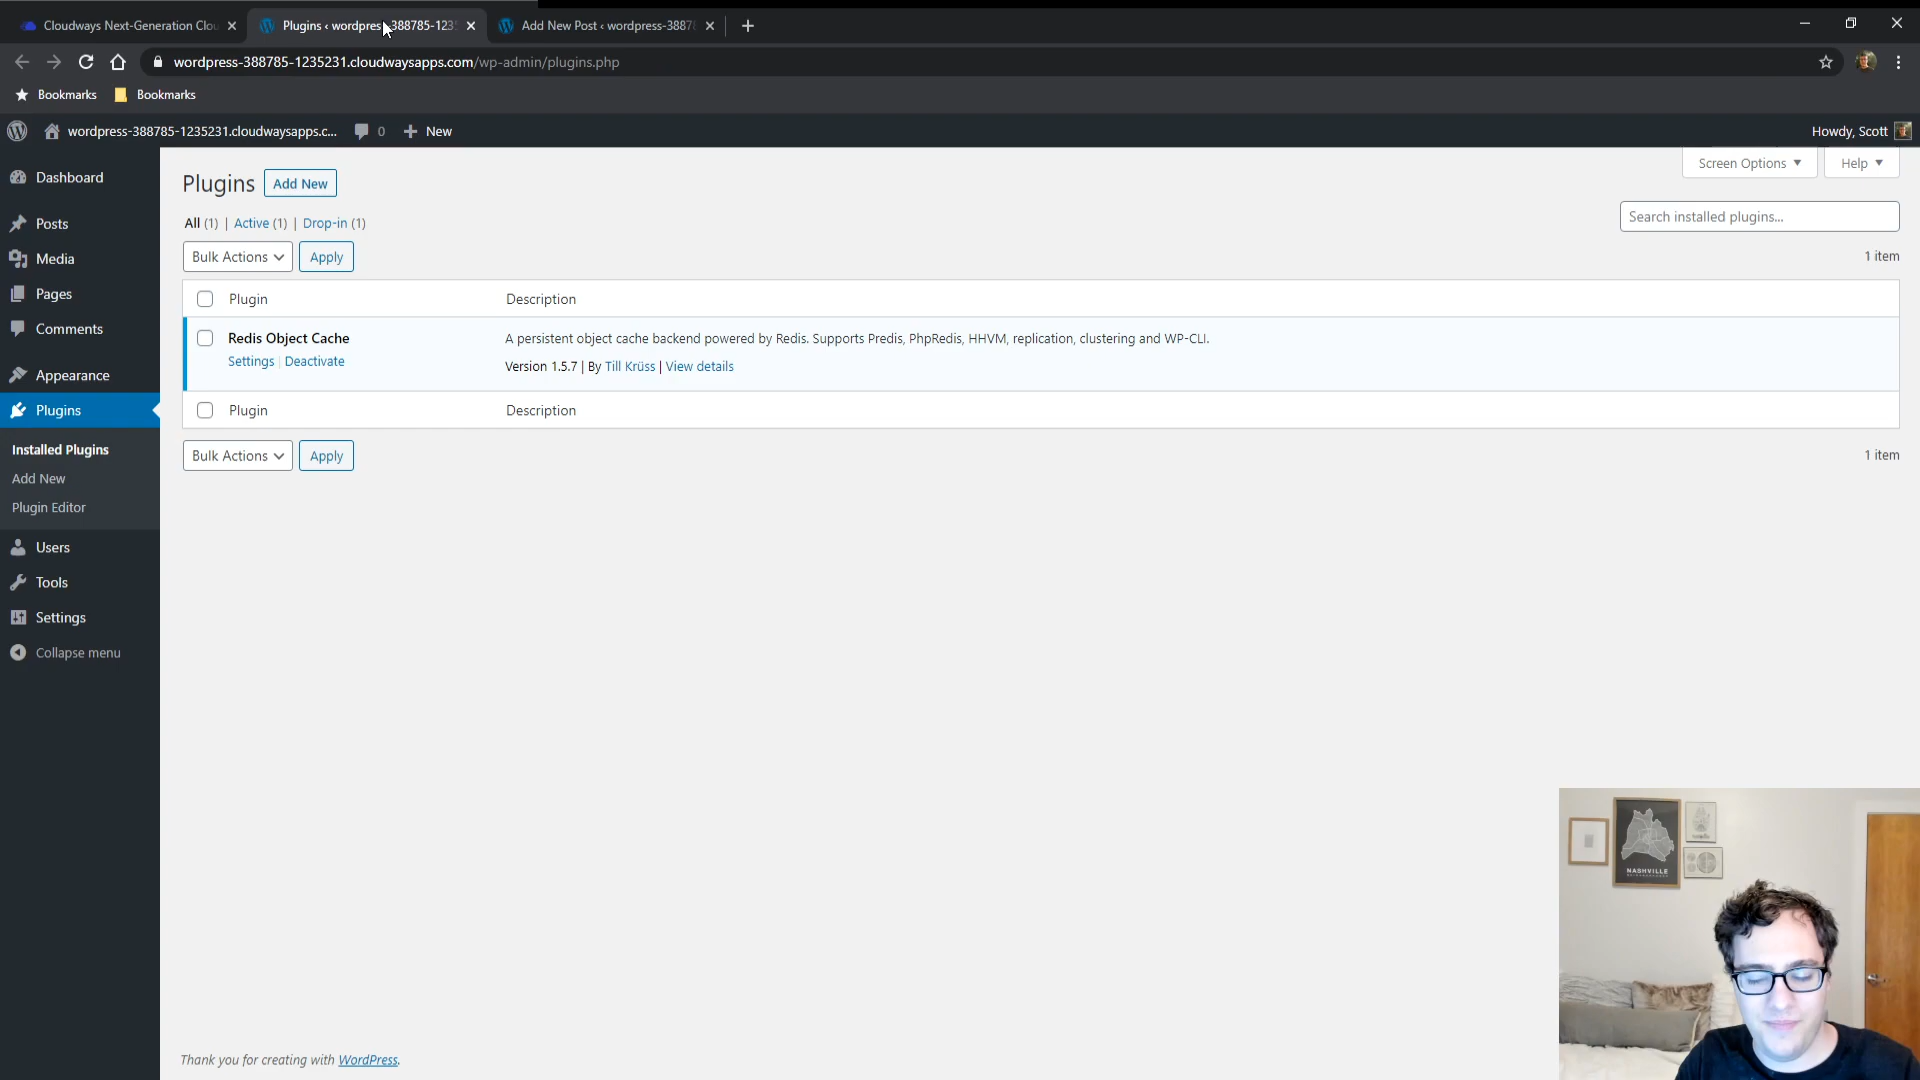 Cloudways Next-Generation Clou
Plugins ‹ wordpress-388785-123
Add New Post ‹ wordpress-3887
wordpress-388785-1235231.cloudwaysapps.com/wp-admin/plugins.php
Bookmarks
Bookmarks
wordpress-388785-1235231.cloudwaysapps.c...
0
New
Howdy, Scott
Dashboard
Posts
Media
Pages
Comments
Appearance
Plugins
Installed Plugins
Add New
Plugin Editor
Users
Tools
Settings
Collapse menu
Screen Options
Help
Plugins
Add New
All (1) | Active (1) | Drop-in (1)
Search installed plugins...
Bulk Actions
Apply
1 item
Plugin
Description
Redis Object Cache
A persistent object cache backend powered by Redis. Supports Predis, PhpRedis, HHVM, replication, clustering and WP-CLI.
Settings | Deactivate
Version 1.5.7 | By Till Krüss | View details
Plugin
Description
Bulk Actions
Apply
1 item
Thank you for creating with WordPress.
NASHVILLE